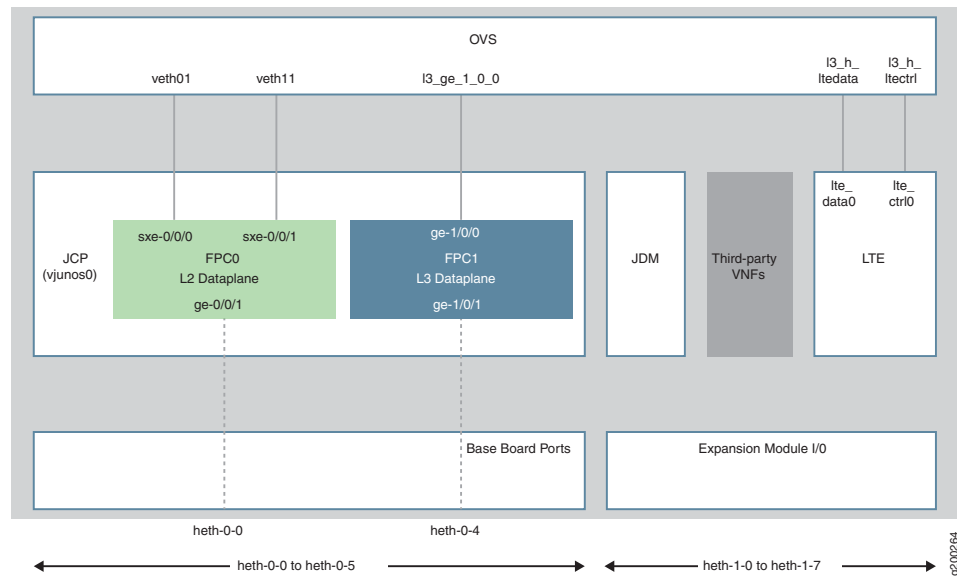 OVS
veth01
veth11
l3_ge_1_0_0
l3_h_
ltedata
l3_h_
ltectrl
JCP
(vjunos0)
sxe-0/0/0
sxe-0/0/1
FPC0
L2 Dataplane
ge-0/0/1
ge-1/0/0
FPC1
L3 Dataplane
ge-1/0/1
JDM
Third-party
VNFs
lte_
data0
lte_
ctrl0
LTE
Base Board Ports
Expansion Module I/0
heth-0-0
heth-0-4
heth-0-0 to heth-0-5
heth-1-0 to heth-1-7
g200264